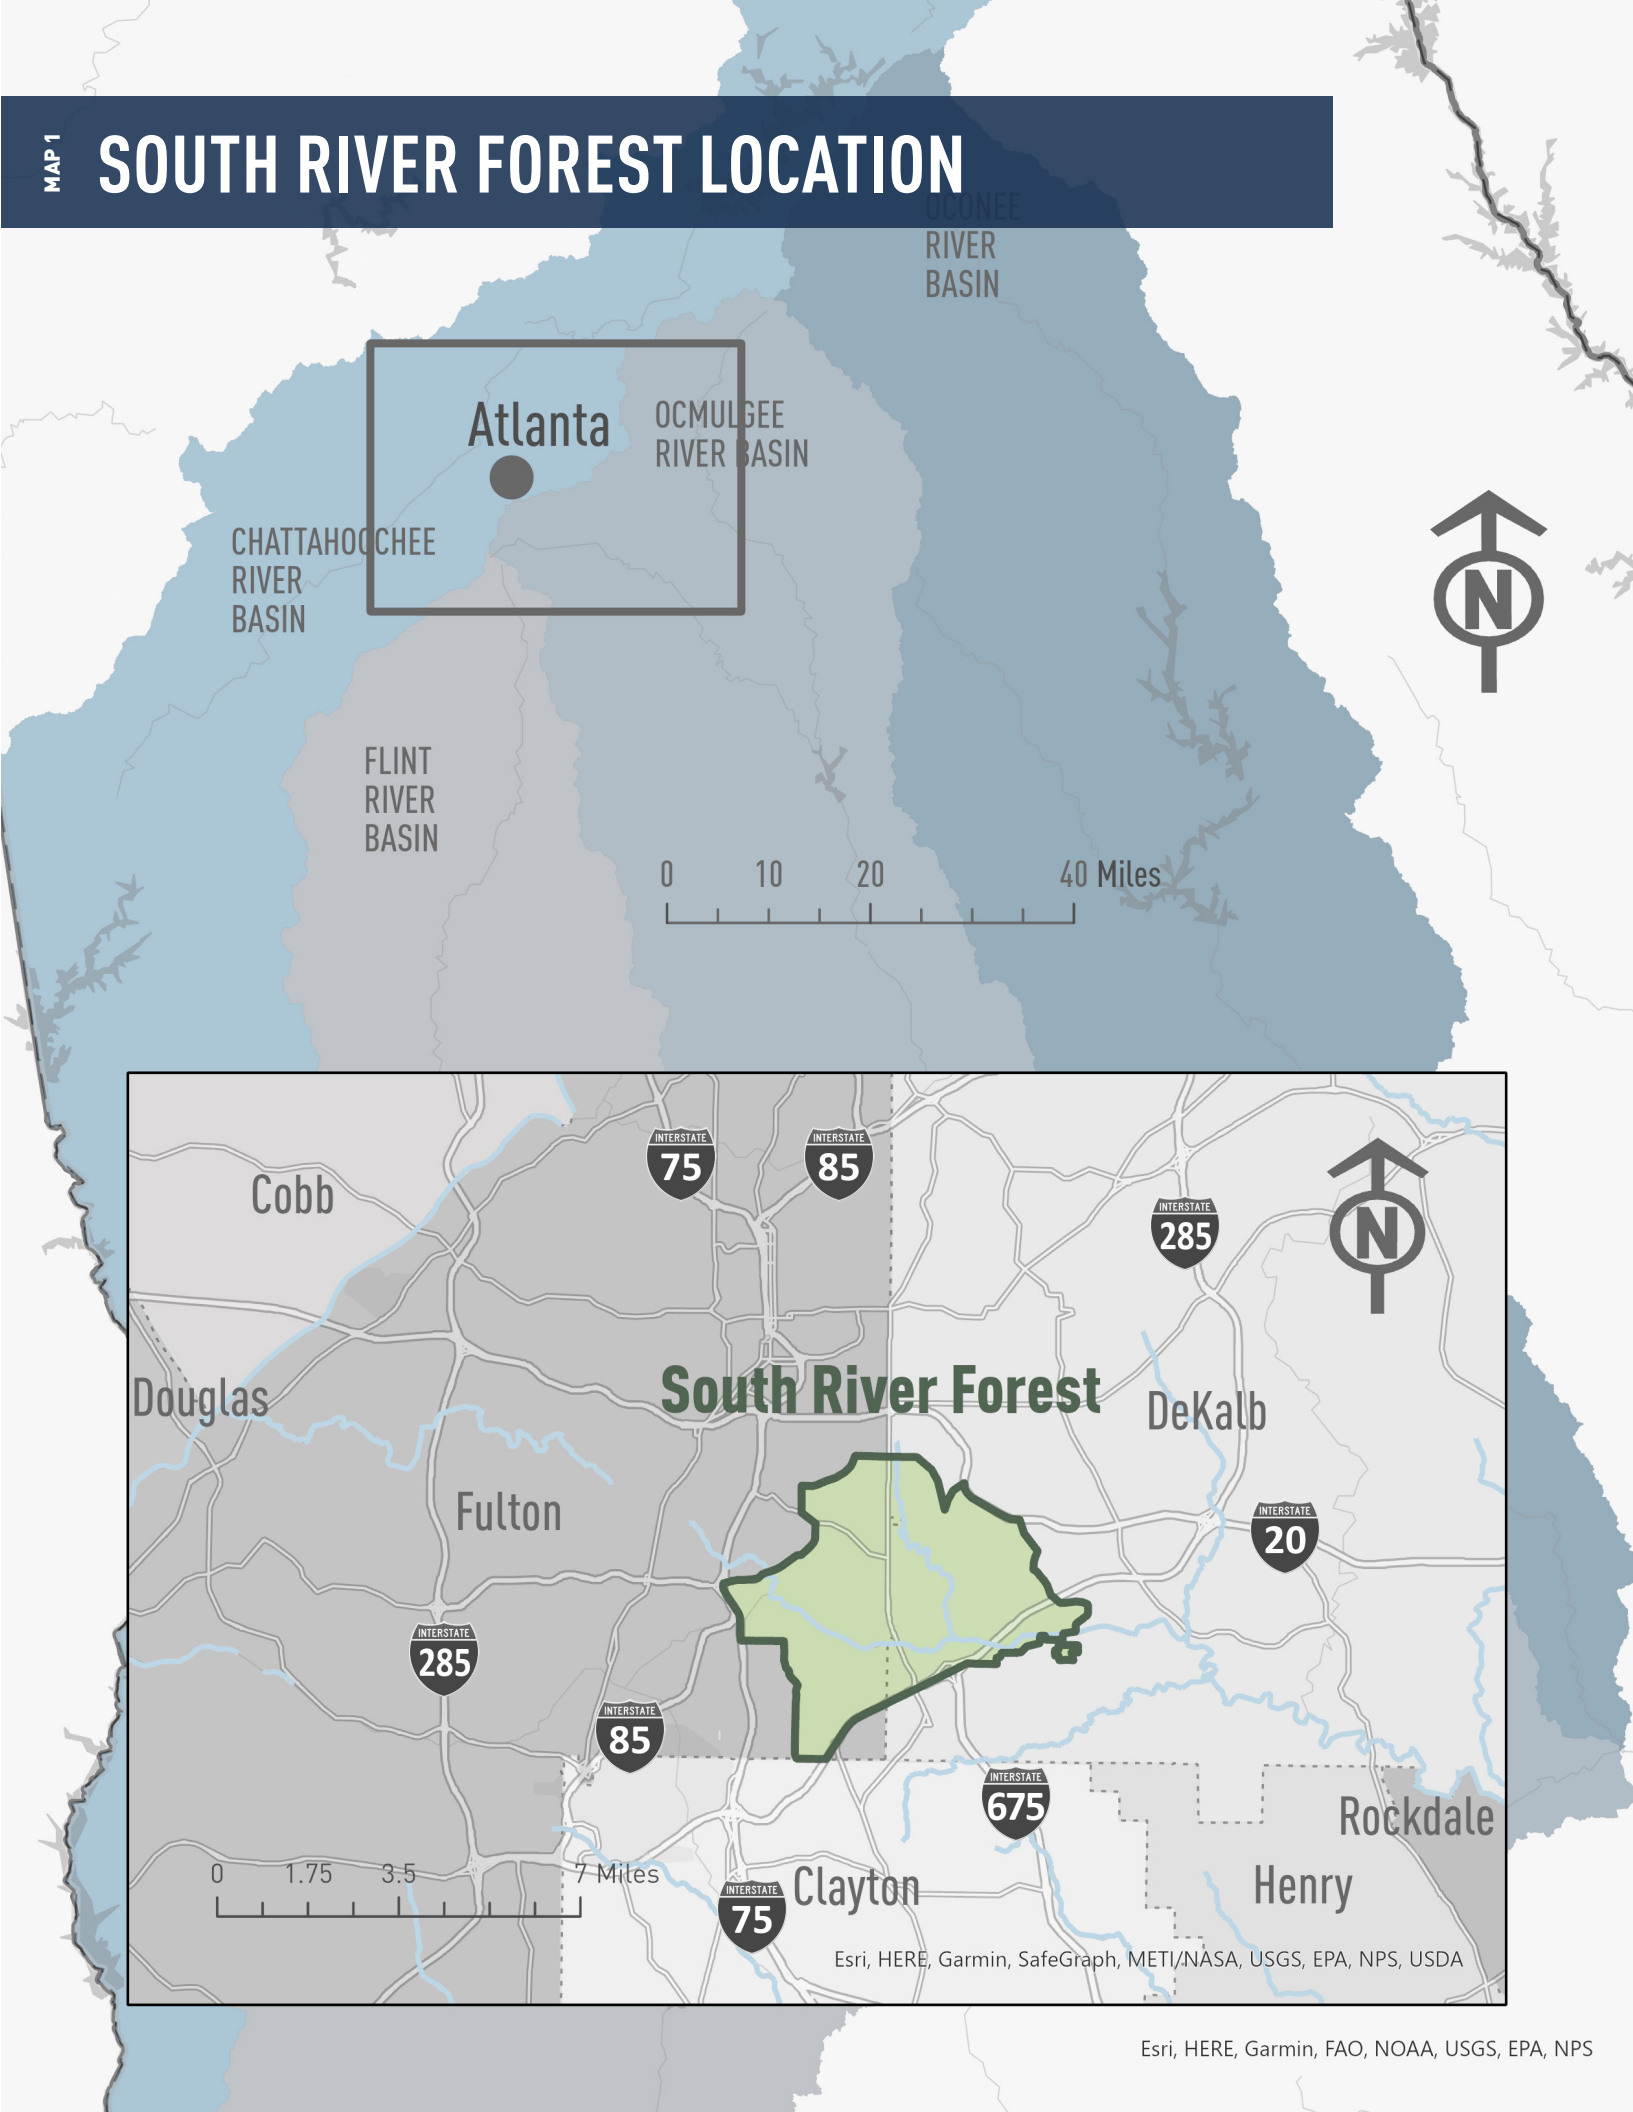 MAP 1
SOUTH RIVER FOREST LOCATION
OCONEE
RIVER
BASIN
Atlanta
OCMULGEE
RIVER BASIN
CHATTAHOOCHEE
RIVER
BASIN
N
FLINT
RIVER
BASIN
0 10 20 40 Miles
INTERSTATE
75
INTERSTATE
85
Cobb
INTERSTATE
285
N
South River Forest
Douglas
DeKalb
Fulton
INTERSTATE
20
INTERSTATE
285
INTERSTATE
85
INTERSTATE
675
Rockdale
0 1.75 3.5 7 Miles
Clayton
Henry
INTERSTATE
75
Esri, HERE, Garmin, SafeGraph, METI/NASA, USGS, EPA, NPS, USDA
Esri, HERE, Garmin, FAO, NOAA, USGS, EPA, NPS